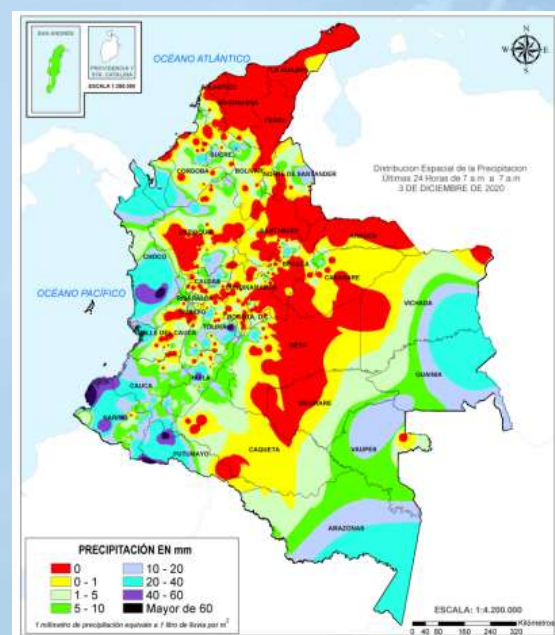 SAN ANDRÉS
PROVIDENCIA Y
STA. CATALINA
ESCALA 1:200.000
OCÉANO ATLÁNTICO
LA GUAJIRA
ATLANTICO
MAGDALENA
CESAR
SUCRE
CORDOBA
BOLIVAR
NORTE DE SANTANDER
Distribucion Espacial de la Precipitacion
Últimas 24 Horas de 7 a.m a 7 a.m
3 DE DICIEMBRE DE 2020
ANTIOQUIA
SANTANDER
ARAUCA
CHOCO
BOYACA
CASANARE
CALDAS
CUNDINAMARCA
RISARALDA
VICHADA
OCÉANO PACÍFICO
QUINDIO
BOGOTA, D.C.
TOLIMA
VALLE DEL CAUCA
META
GUAINIA
HUILA
CAUCA
GUAVIARE
NARIÑO
VAUPES
CAQUETA
PUTUMAYO
AMAZONAS
PRECIPITACIÓN EN mm
0
0 - 1
1 - 5
5 - 10
10 - 20
20 - 40
40 - 60
Mayor de 60
1 milímetro de precipitación equivale a 1 litro de lluvia por m²
ESCALA: 1:4.200.000
0 40 80 160 240 320 Kilómetros